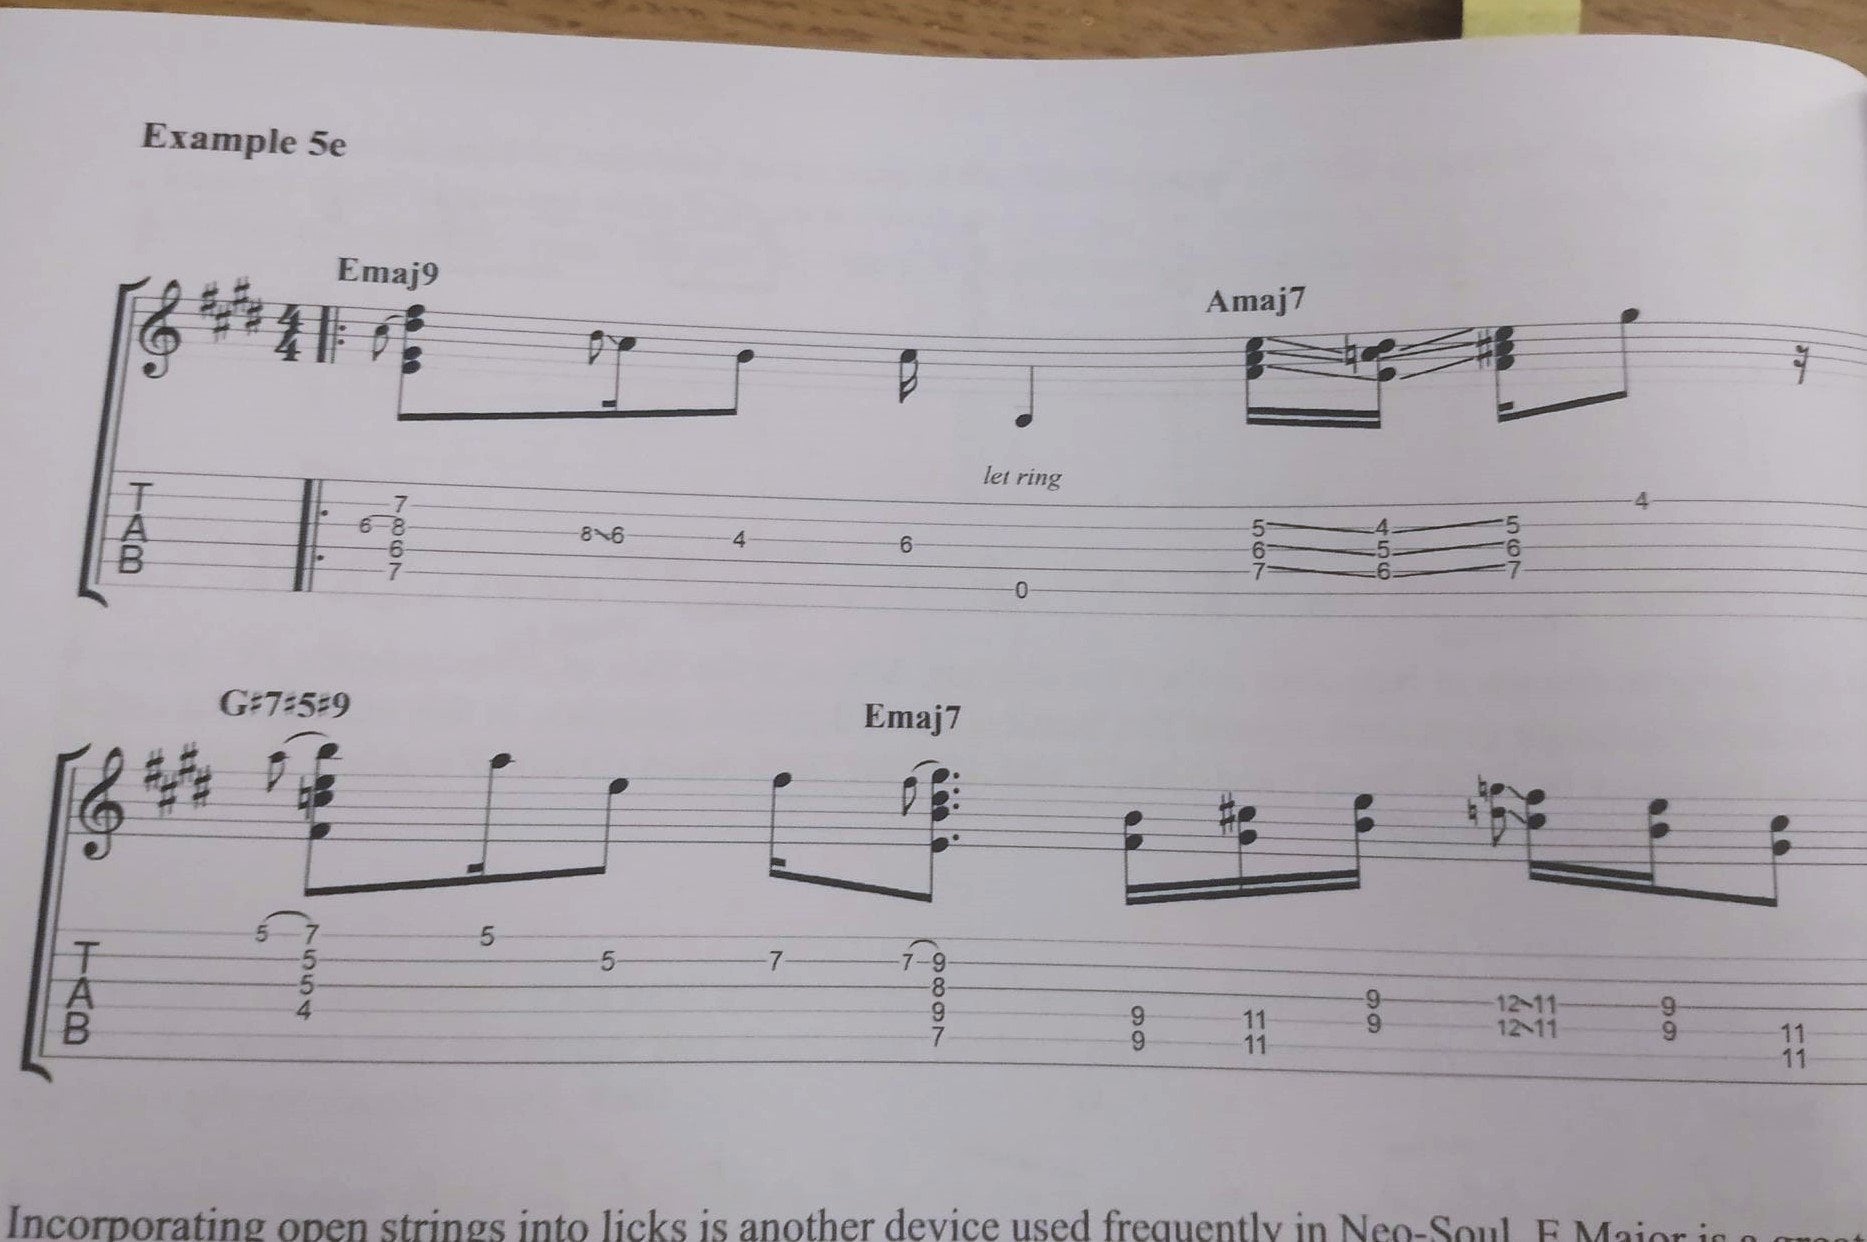 Example 5e
Emaj9
Amaj7
4
4
let ring
T
A
B
7
6 8 8 6 4 6 0
6
7
5 4 5 4
6 5 6
7 6 7
G♯7♯5♯9
Emaj7
T
A
B
5 7 5 5 7 7 9
5
5
4
8
9
7
9 11 9 12 11 9 11
9 11 9 12 11 9 11
Incorporating open strings into licks is another device used frequently in Neo-Soul. E Major is a great